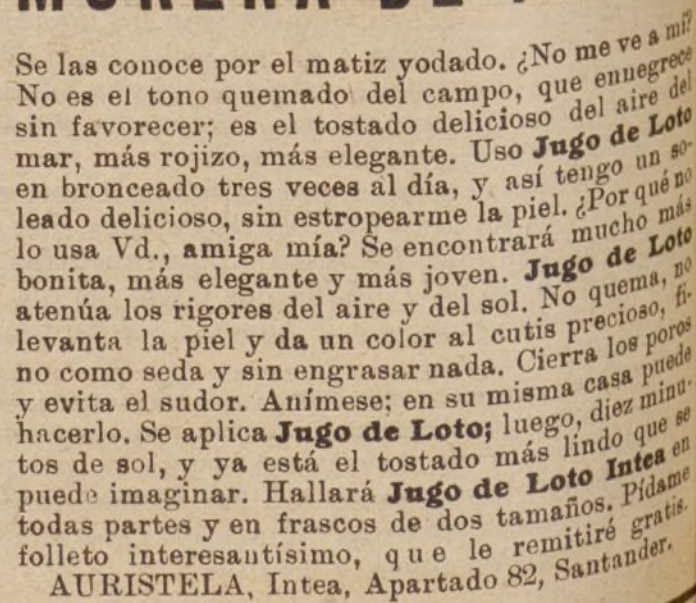 MORENA DE
Se las conoce por el matiz yodado. ¿No me ve a mí?
No es el tono quemado del campo, que ennegrece
sin favorecer; es el tostado delicioso del aire del
mar, más rojizo, más elegante. Uso Jugo de Loto
en bronceado tres veces al día, y así tengo un so-
leado delicioso, sin estropearme la piel. ¿Por qué no
lo usa Vd., amiga mía? Se encontrará mucho más
bonita, más elegante y más joven. Jugo de Loto
atenúa los rigores del aire y del sol. No quema, no
levanta la piel y da un color al cutis precioso, fi-
no como seda y sin engrasar nada. Cierra los poros
y evita el sudor. Anímese; en su misma casa puede
hacerlo. Se aplica Jugo de Loto; luego, diez minu-
tos de sol, y ya está el tostado más lindo que se
puede imaginar. Hallará Jugo de Loto Intea en
todas partes y en frascos de dos tamaños. Pídame
folleto interesantísimo, que le remitiré gratis.
AURISTELA, Intea, Apartado 82, Santander.